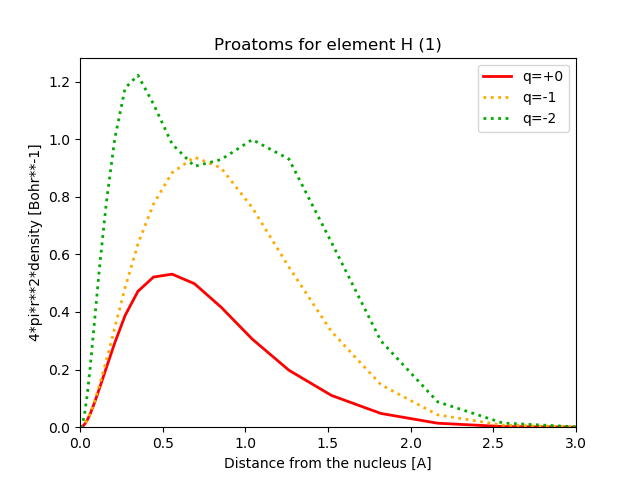 Proatoms for element H (1)
q=+0
q=-1
q=-2
4*pi*r**2*density [Bohr**-1]
1.2
1.0
0.8
0.6
0.4
0.2
0.0
0.0 0.5 1.0 1.5 2.0 2.5 3.0
Distance from the nucleus [A]